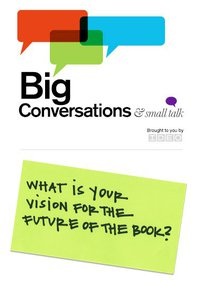 Big
Conversations & small talk
Brought to you by
WHAT IS YOUR
VISION FOR THE
FUTURE OF THE BOOK?